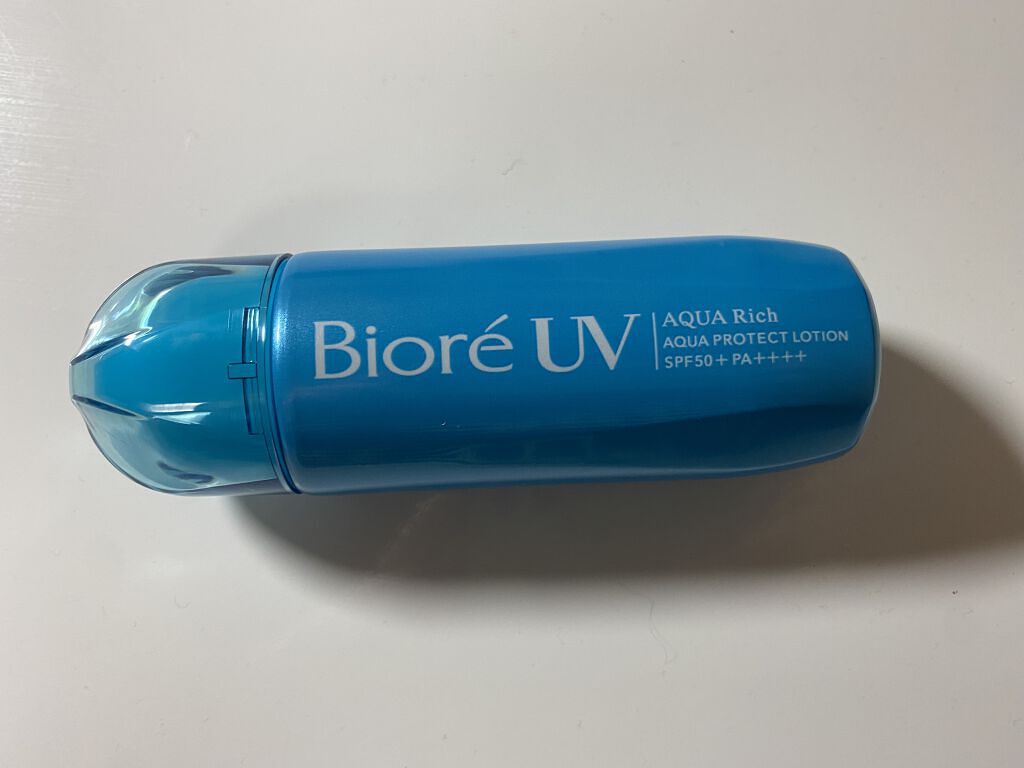 Bioré UV
AQUA Rich
AQUA PROTECT LOTION
SPF50+ PA++++